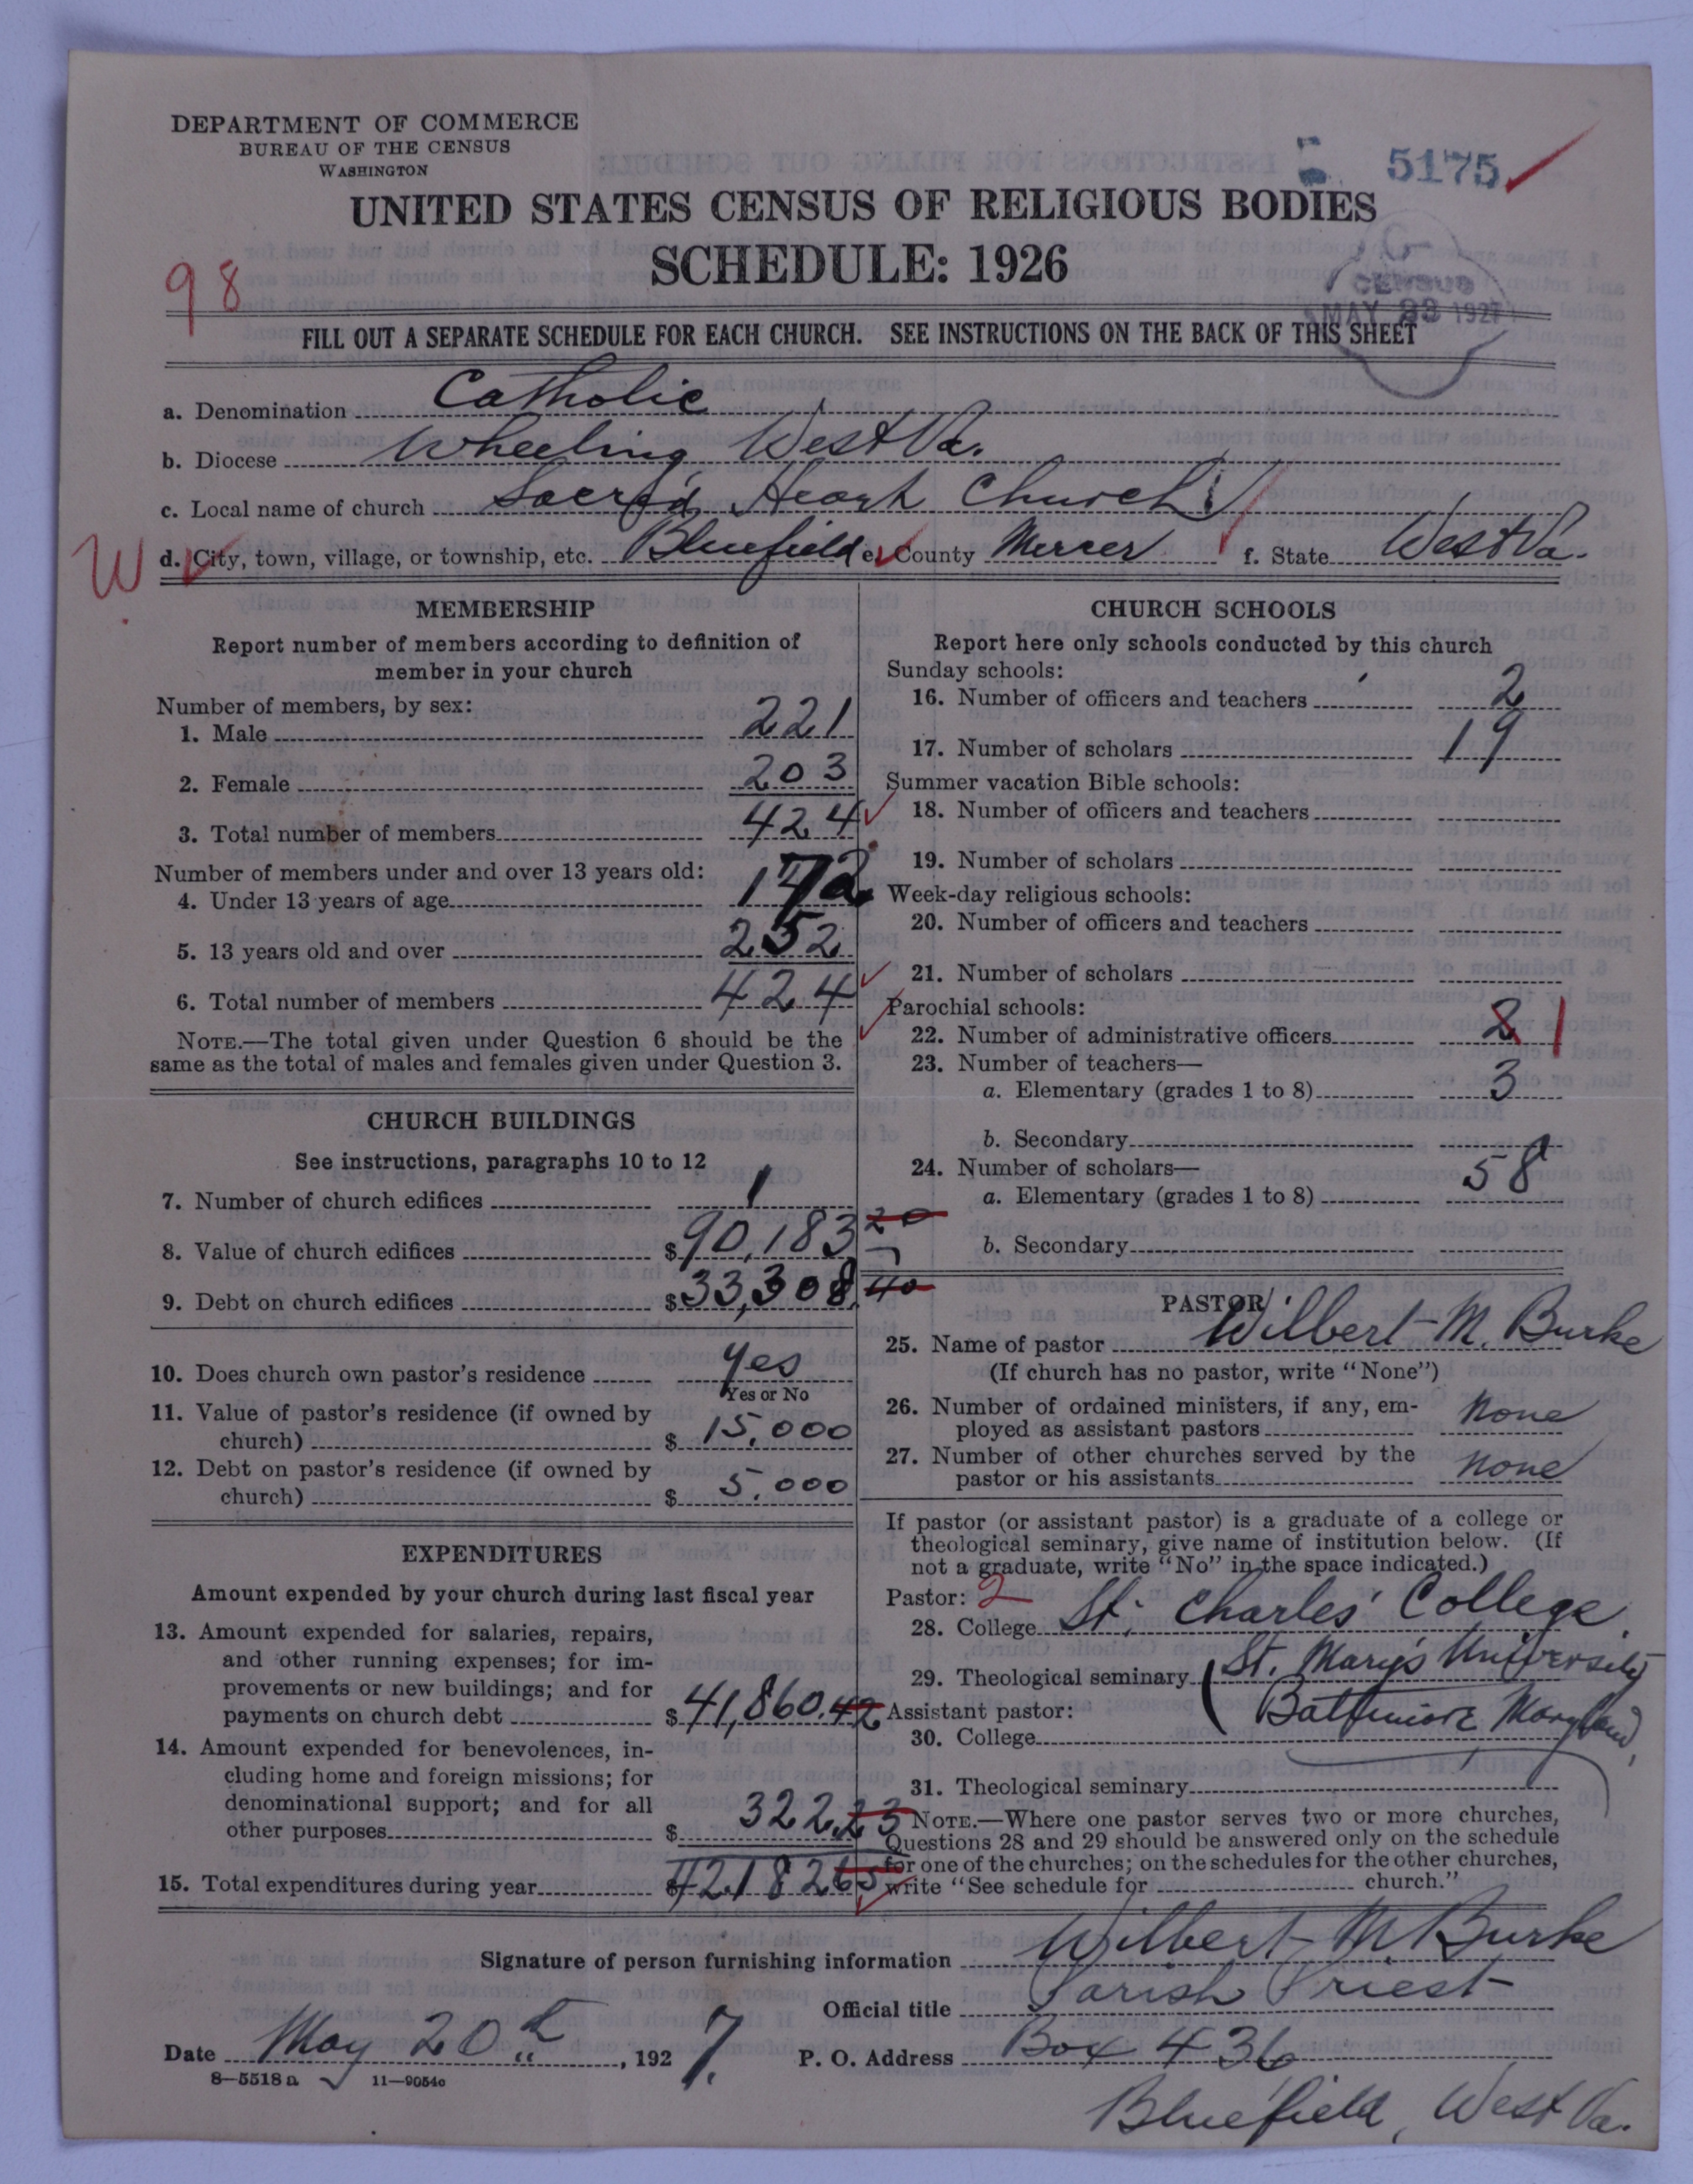 DEPARTMENT OF COMMERCE
BUREAU OF THE CENSUS
WASHINGTON
5175
UNITED STATES CENSUS OF RELIGIOUS BODIES
SCHEDULE: 1926
98
CENSUS
MAY 23 1927
FILL OUT A SEPARATE SCHEDULE FOR EACH CHURCH. SEE INSTRUCTIONS ON THE BACK OF THIS SHEET
a. Denomination Catholic
b. Diocese Wheeling West Va.
c. Local name of church Sacred Heart Church
W d. City, town, village, or township, etc. Bluefield e. County Mercer f. State West Va.
MEMBERSHIP
Report number of members according to definition of
member in your church
Number of members, by sex:
1. Male 221
2. Female 203
3. Total number of members 424
Number of members under and over 13 years old:
4. Under 13 years of age 172
5. 13 years old and over 252
6. Total number of members 424
NOTE.—The total given under Question 6 should be the
same as the total of males and females given under Question 3.
CHURCH BUILDINGS
See instructions, paragraphs 10 to 12
7. Number of church edifices 1
8. Value of church edifices $90,183 20
9. Debt on church edifices $33,308.40
10. Does church own pastor's residence Yes
Yes or No
11. Value of pastor's residence (if owned by
church) $15,000
12. Debt on pastor's residence (if owned by
church) $5,000
EXPENDITURES
Amount expended by your church during last fiscal year
13. Amount expended for salaries, repairs,
and other running expenses; for im-
provements or new buildings; and for
payments on church debt $41,860.42
14. Amount expended for benevolences, in-
cluding home and foreign missions; for
denominational support; and for all
other purposes $322.23
15. Total expenditures during year $42182 65
CHURCH SCHOOLS
Report here only schools conducted by this church
Sunday schools:
16. Number of officers and teachers 2
17. Number of scholars 19
Summer vacation Bible schools:
18. Number of officers and teachers
19. Number of scholars
Week-day religious schools:
20. Number of officers and teachers
21. Number of scholars
Parochial schools:
22. Number of administrative officers 2 1
23. Number of teachers—
a. Elementary (grades 1 to 8) 3
b. Secondary
24. Number of scholars—
a. Elementary (grades 1 to 8) 58
b. Secondary
PASTOR
25. Name of pastor Wilbert M. Burke
(If church has no pastor, write "None")
26. Number of ordained ministers, if any, em-
ployed as assistant pastors None
27. Number of other churches served by the
pastor or his assistants None
If pastor (or assistant pastor) is a graduate of a college or
theological seminary, give name of institution below. (If
not a graduate, write "No" in the space indicated.)
Pastor: 2
28. College St. Charles' College
29. Theological seminary St. Mary's University
Baltimore Maryland
Assistant pastor:
30. College
31. Theological seminary
NOTE.—Where one pastor serves two or more churches,
Questions 28 and 29 should be answered only on the schedule
for one of the churches; on the schedules for the other churches,
write "See schedule for church."
Signature of person furnishing information Wilbert M. Burke
Official title Parish Priest
Date May 20th, 1927. P. O. Address Box 436
8—5518 a 11—9054c
Bluefield, West Va.